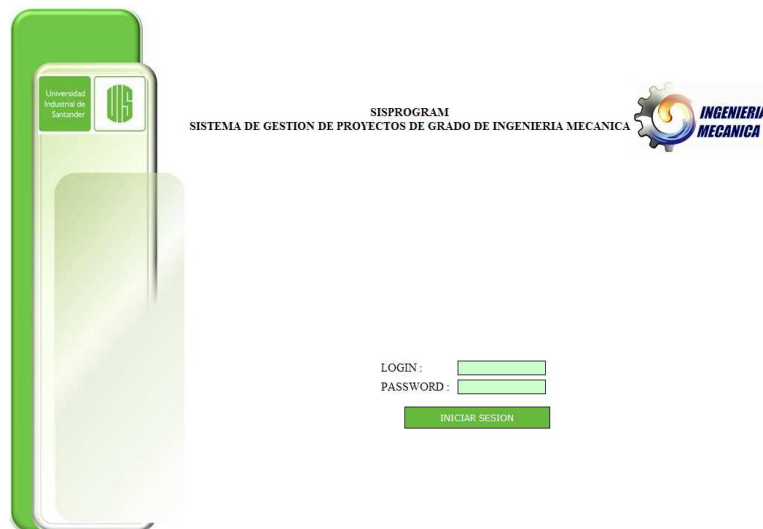 Universidad
Industrial de
Santander
UIS
SISPROGRAM
SISTEMA DE GESTION DE PROYECTOS DE GRADO DE INGENIERIA MECANICA
INGENIERIA
MECANICA
LOGIN :
PASSWORD :
INICIAR SESION